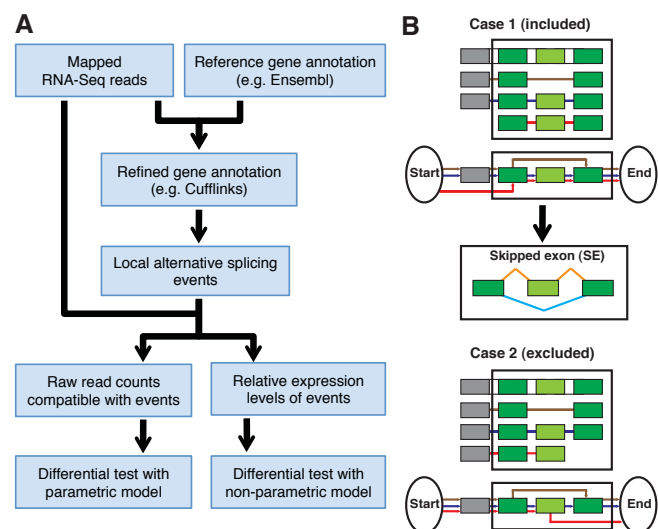 A
Mapped
RNA-Seq reads
Reference gene annotation
(e.g. Ensembl)
Refined gene annotation
(e.g. Cufflinks)
Local alternative splicing
events
Raw read counts
compatible with events
Relative expression
levels of events
Differential test with
parametric model
Differential test with
non-parametric model
B
Case 1 (included)
Start
End
Skipped exon (SE)
Case 2 (excluded)
Start
End